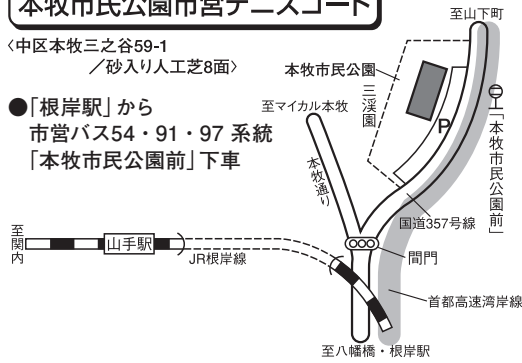 本牧市民公園市営テニスコート
〈中区本牧三之谷59-1
／砂入り人工芝8面〉
●「根岸駅」から
市営バス54・91・97 系統
「本牧市民公園前」下車
至山下町
本牧市民公園
三渓園
至マイカル本牧
P
「本牧市民公園前」
本牧通り
国道357号線
至関内
山手駅
JR根岸線
間門
首都高速湾岸線
至八幡橋・根岸駅